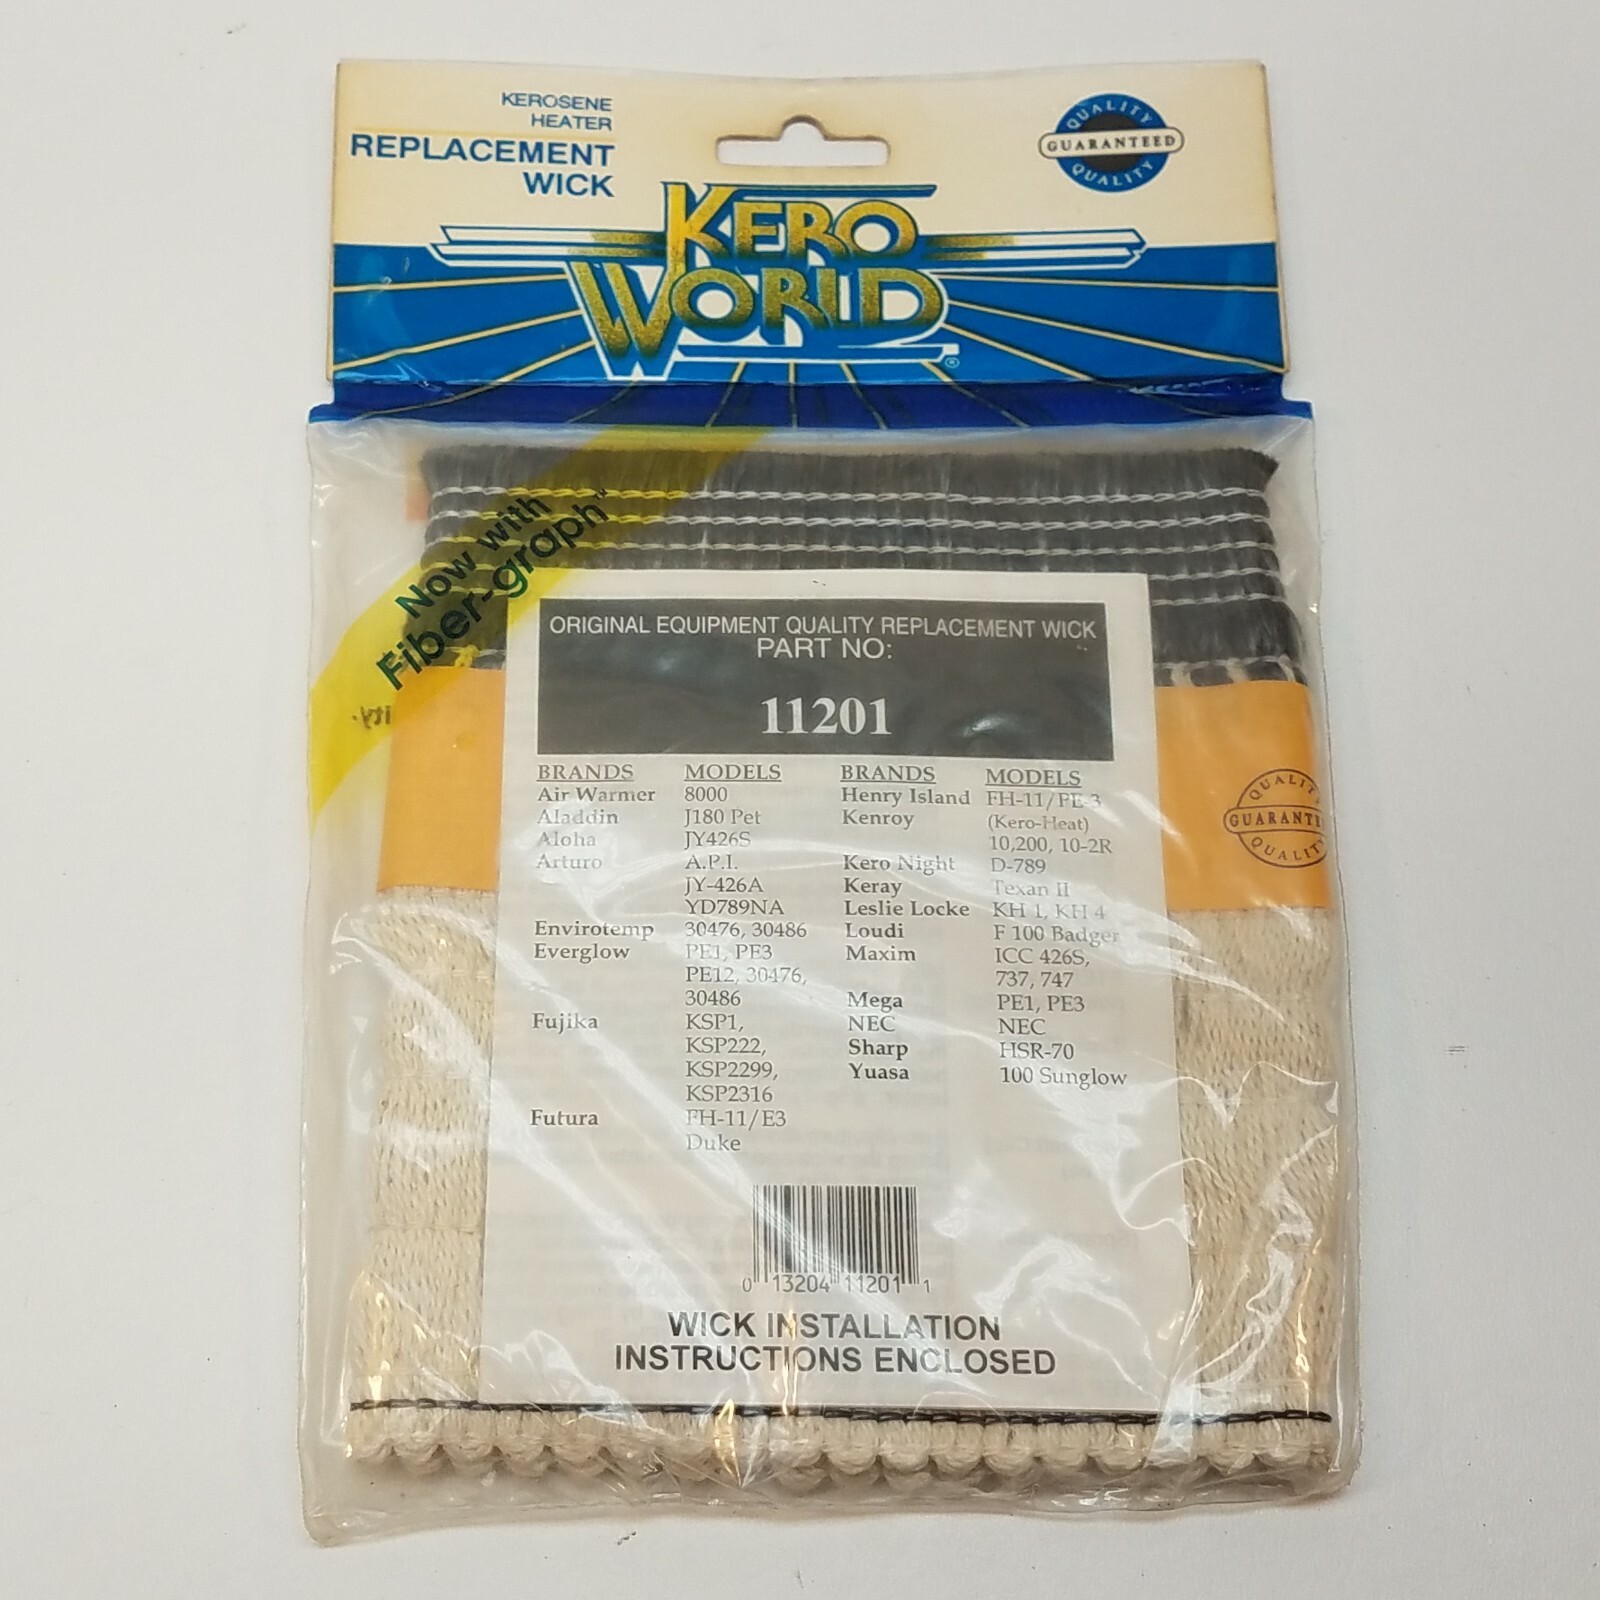 KEROSENE
HEATER
REPLACEMENT
WICK
QUALITY
GUARANTEED
QUALITY
KERO
WORLD®
Now with
Fiber-graph™
ity.
ORIGINAL EQUIPMENT QUALITY REPLACEMENT WICK
PART NO:
11201
BRANDS MODELS BRANDS MODELS
Air Warmer 8000 Henry Island FH-11/PE-3
Aladdin J180 Pet Kenroy (Kero-Heat)
Aloha JY426S 10,200, 10-2R
Arturo A.P.I. Kero Night D-789
JY-426A Keray Texan II
YD789NA Leslie Locke KH 1, KH 4
Envirotemp 30476, 30486 Loudi F 100 Badger
Everglow PE1, PE3 Maxim ICC 426S,
PE12, 30476, 737, 747
30486 Mega PE1, PE3
Fujika KSP1, NEC NEC
KSP222, Sharp HSR-70
KSP2299, Yuasa 100 Sunglow
KSP2316
Futura FH-11/E3
Duke
QUALITY
GUARANTE
QUALITY
0 13204 11201 1
WICK INSTALLATION
INSTRUCTIONS ENCLOSED